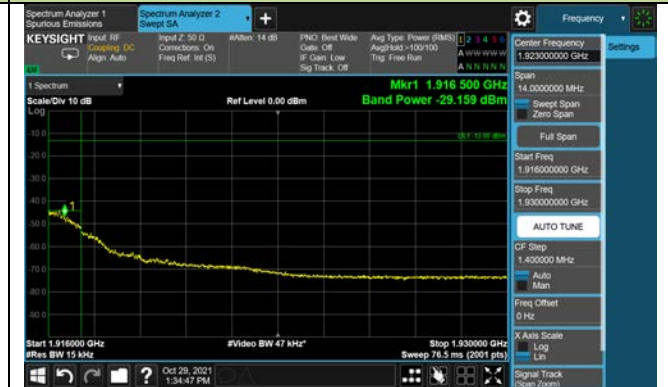 Spectrum Analyzer 1
Spurious Emissions
Spectrum Analyzer 2
Swept SA
+
Frequency
KEYSIGHT
Input: RF
Coupling: DC
Align: Auto
Input Z: 50 Ω
Corrections: On
Freq Ref: Int (S)
#Atten: 14 dB
PNO: Best Wide
Gate: Off
IF Gain: Low
Sig Track: Off
Avg Type: Power (RMS)
Avg|Hold:>100/100
Trig: Free Run
1 2 3 4 5 6
A W W W W W
A N N N N N
1 Spectrum
Scale/Div 10 dB
Log
Ref Level 0.00 dBm
Mkr1 1.916 500 GHz
Band Power -29.159 dBm
-10.0
-20.0
-30.0
-40.0
-50.0
-60.0
-70.0
-80.0
-90.0
1
Start 1.916000 GHz
#Res BW 15 kHz
#Video BW 47 kHz*
Stop 1.930000 GHz
Sweep 76.5 ms (2001 pts)
Center Frequency
1.923000000 GHz
Settings
Span
14.0000000 MHz
Swept Span
Zero Span
Full Span
Start Freq
1.916000000 GHz
Stop Freq
1.930000000 GHz
AUTO TUNE
CF Step
1.400000 MHz
Auto
Man
Freq Offset
0 Hz
X Axis Scale
Log
Lin
Signal Track
(Span Zoom)
?
Oct 29, 2021
1:34:47 PM